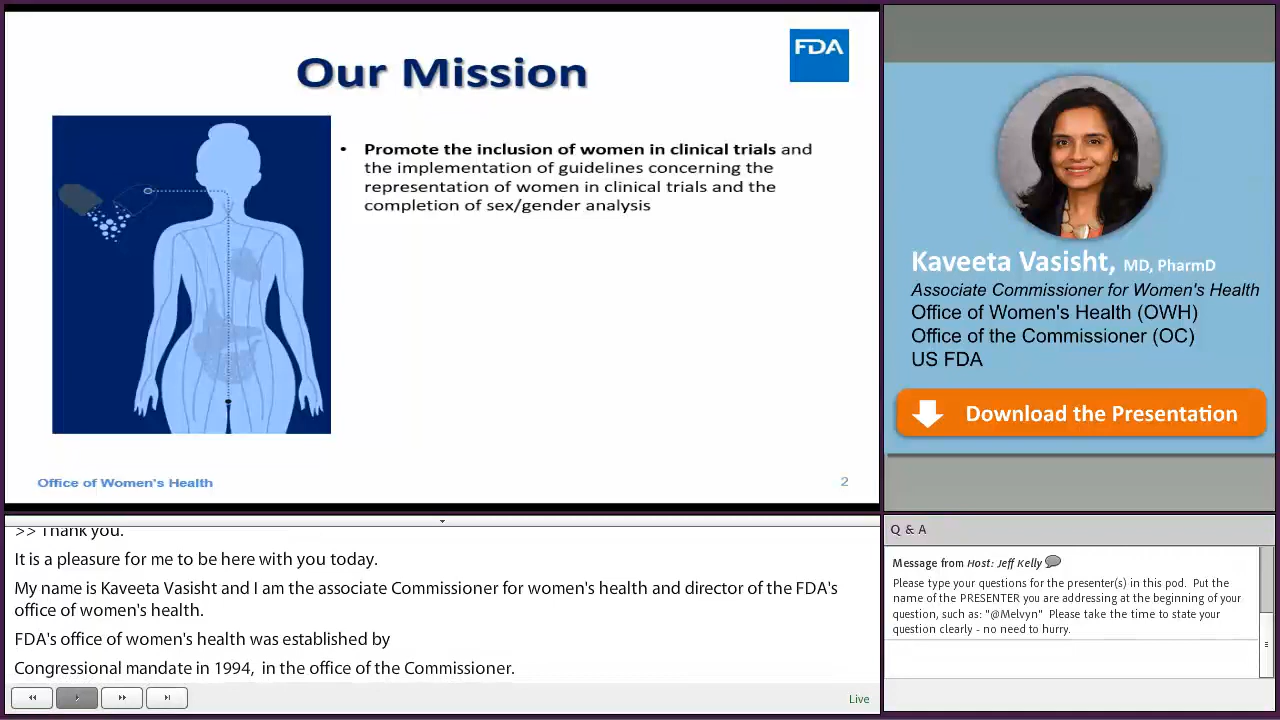 Our Mission
FDA
• Promote the inclusion of women in clinical trials and
the implementation of guidelines concerning the
representation of women in clinical trials and the
completion of sex/gender analysis
Office of Women's Health
2
Kaveeta Vasisht, MD, PharmD
Associate Commissioner for Women's Health
Office of Women's Health (OWH)
Office of the Commissioner (OC)
US FDA
Download the Presentation
>> Thank you.
It is a pleasure for me to be here with you today.
My name is Kaveeta Vasisht and I am the associate Commissioner for women's health and director of the FDA's
office of women's health.
FDA's office of women's health was established by
Congressional mandate in 1994,  in the office of the Commissioner.
Live
Q & A
Message from Host: Jeff Kelly
Please type your questions for the presenter(s) in this pod.  Put the
name of the PRESENTER you are addressing at the beginning of your
question, such as: "@Melvyn"  Please take the time to state your
question clearly - no need to hurry.